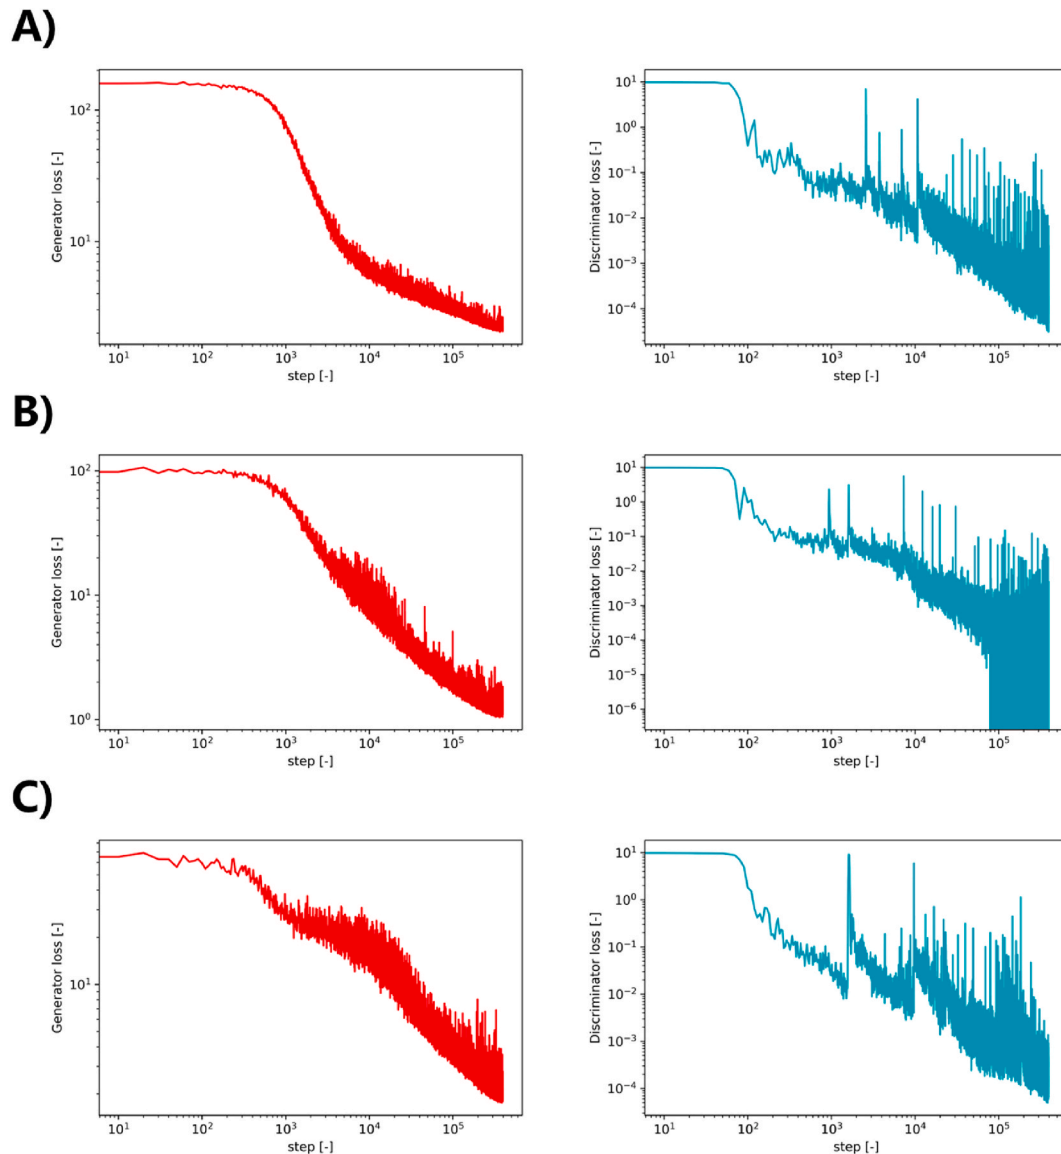 A)
Generator loss [-]
10²
10¹
10¹ 10² 10³ 10⁴ 10⁵
step [-]
Discriminator loss [-]
10¹
10⁰
10⁻¹
10⁻²
10⁻³
10⁻⁴
10¹ 10² 10³ 10⁴ 10⁵
step [-]
B)
Generator loss [-]
10²
10¹
10⁰
10¹ 10² 10³ 10⁴ 10⁵
step [-]
Discriminator loss [-]
10¹
10⁰
10⁻¹
10⁻²
10⁻³
10⁻⁴
10⁻⁵
10⁻⁶
10¹ 10² 10³ 10⁴ 10⁵
step [-]
C)
Generator loss [-]
10¹
10¹ 10² 10³ 10⁴ 10⁵
step [-]
Discriminator loss [-]
10¹
10⁰
10⁻¹
10⁻²
10⁻³
10⁻⁴
10¹ 10² 10³ 10⁴ 10⁵
step [-]